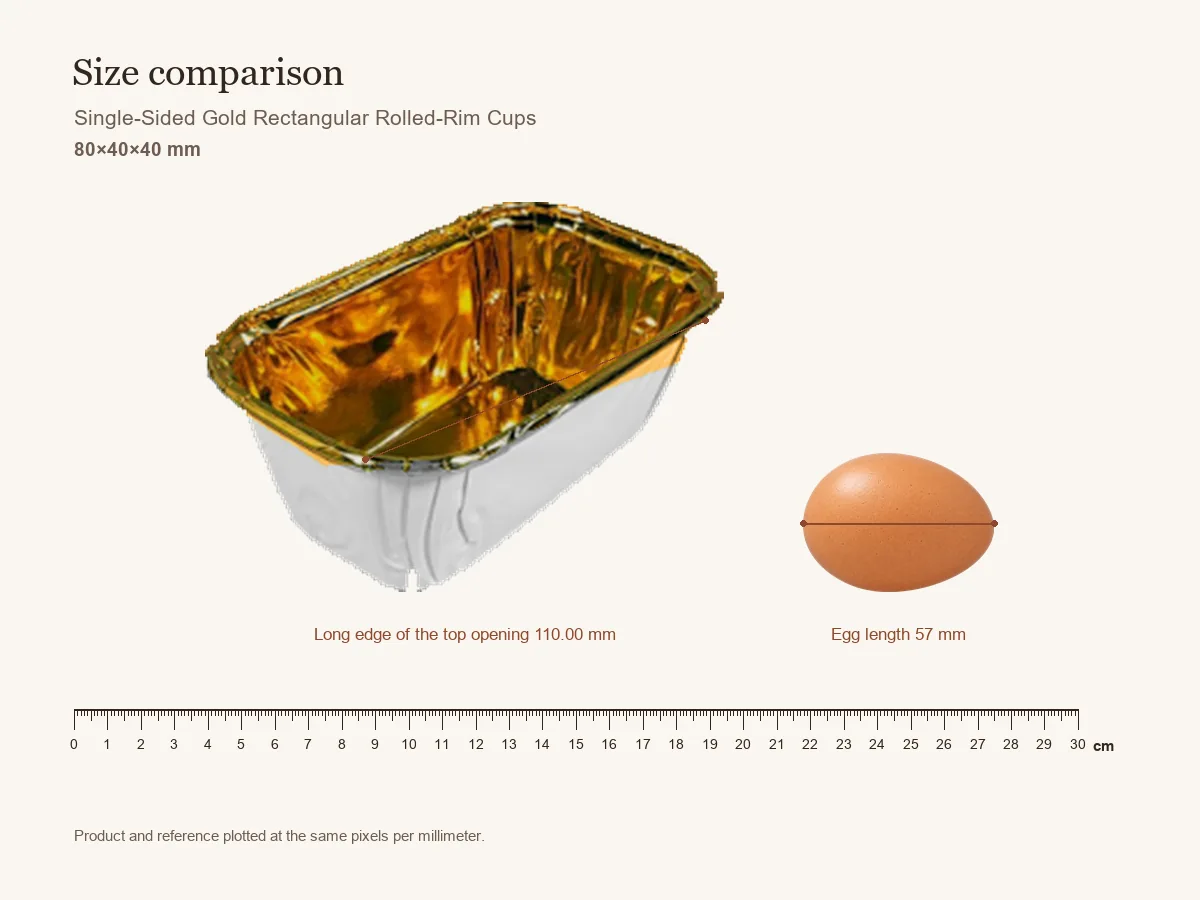 Size comparison
Single-Sided Gold Rectangular Rolled-Rim Cups
80×40×40 mm
Long edge of the top opening 110.00 mm
Egg length 57 mm
0 1 2 3 4 5 6 7 8 9 10 11 12 13 14 15 16 17 18 19 20 21 22 23 24 25 26 27 28 29 30 cm
Product and reference plotted at the same pixels per millimeter.